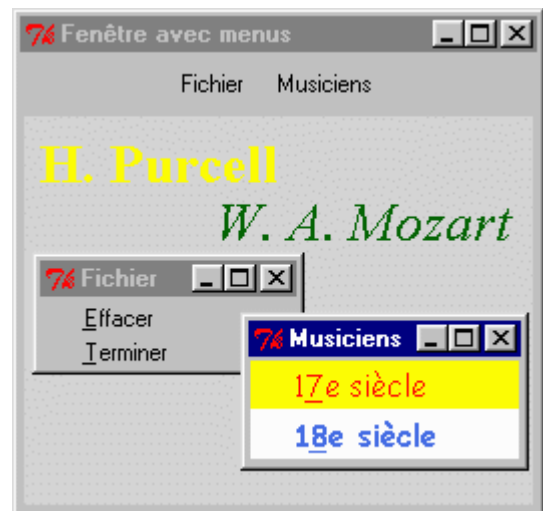 Fenêtre avec menus
Fichier Musiciens
H. Purcell
W. A. Mozart
Fichier
Effacer
Terminer
Musiciens
17e siècle
18e siècle